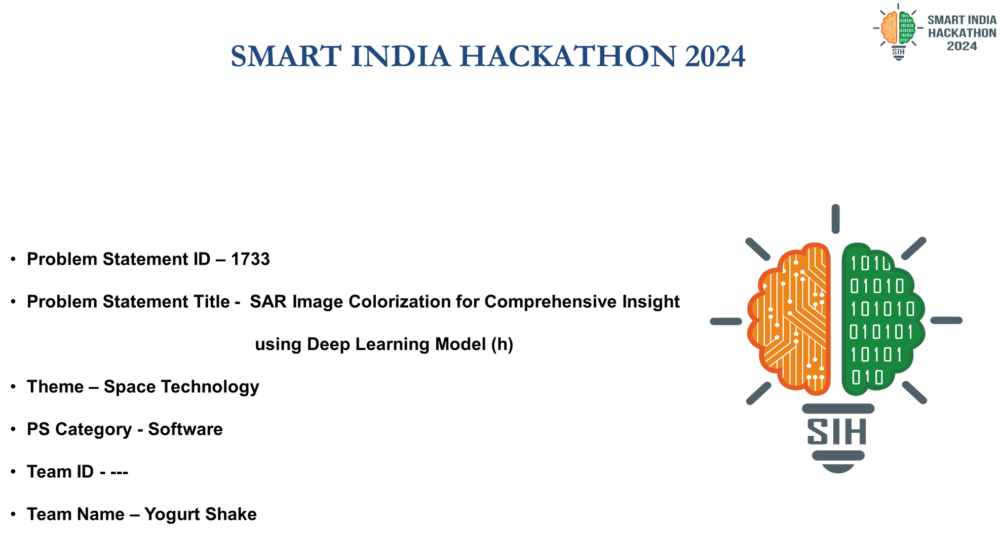 SMART INDIA HACKATHON 2024
SMART INDIA
HACKATHON
2024
SIH
• Problem Statement ID – 1733
• Problem Statement Title - SAR Image Colorization for Comprehensive Insight
using Deep Learning Model (h)
• Theme – Space Technology
• PS Category - Software
• Team ID - ---
• Team Name – Yogurt Shake
1010
01010
101010
010101
10101
010
SIH